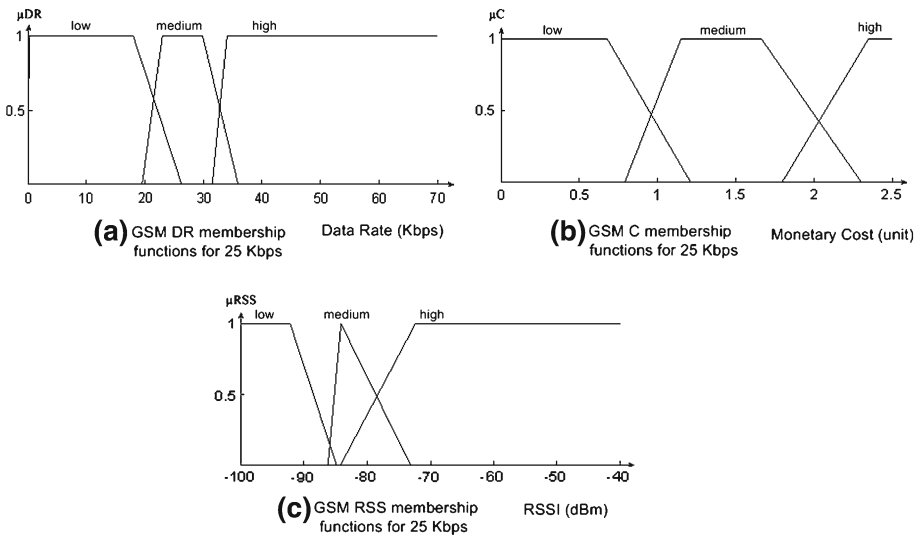 μDR
low
medium
high
1
0.5
0 10 20 30 40 50 60 70
(a) GSM DR membership
functions for 25 Kbps
Data Rate (Kbps)
μC
low
medium
high
1
0.5
0 0.5 1 1.5 2 2.5
(b) GSM C membership
functions for 25 Kbps
Monetary Cost (unit)
μRSS
low
medium
high
1
0.5
-100 -90 -80 -70 -60 -50 -40
(c) GSM RSS membership
functions for 25 Kbps
RSSI (dBm)